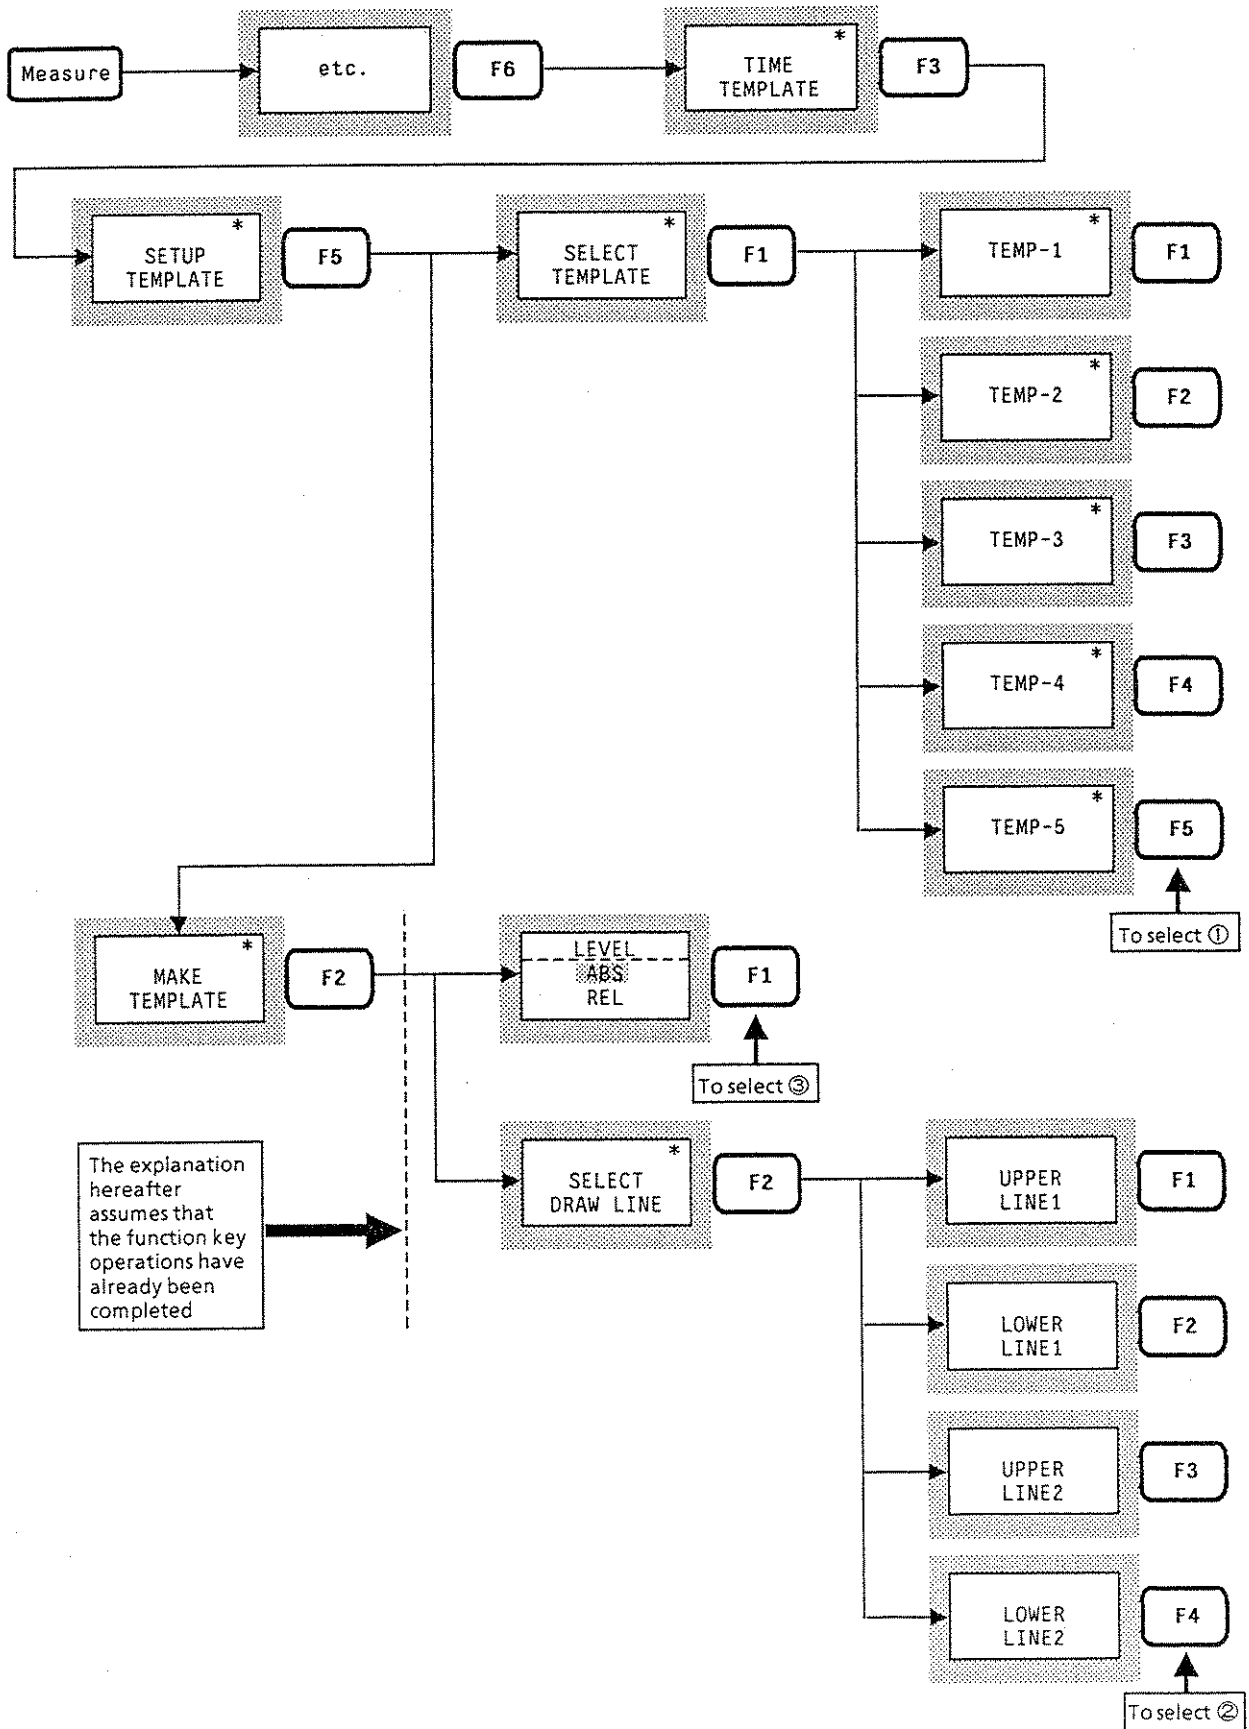 Measure
etc.
F6
*
TIME
TEMPLATE
F3
*
SETUP
TEMPLATE
F5
*
SELECT
TEMPLATE
F1
*
TEMP-1
F1
*
TEMP-2
F2
*
TEMP-3
F3
*
TEMP-4
F4
*
TEMP-5
F5
To select ①
*
MAKE
TEMPLATE
F2
LEVEL
ABS
REL
F1
To select ③
The explanation
hereafter
assumes that
the function key
operations have
already been
completed
*
SELECT
DRAW LINE
F2
UPPER
LINE1
F1
LOWER
LINE1
F2
UPPER
LINE2
F3
LOWER
LINE2
F4
To select ②